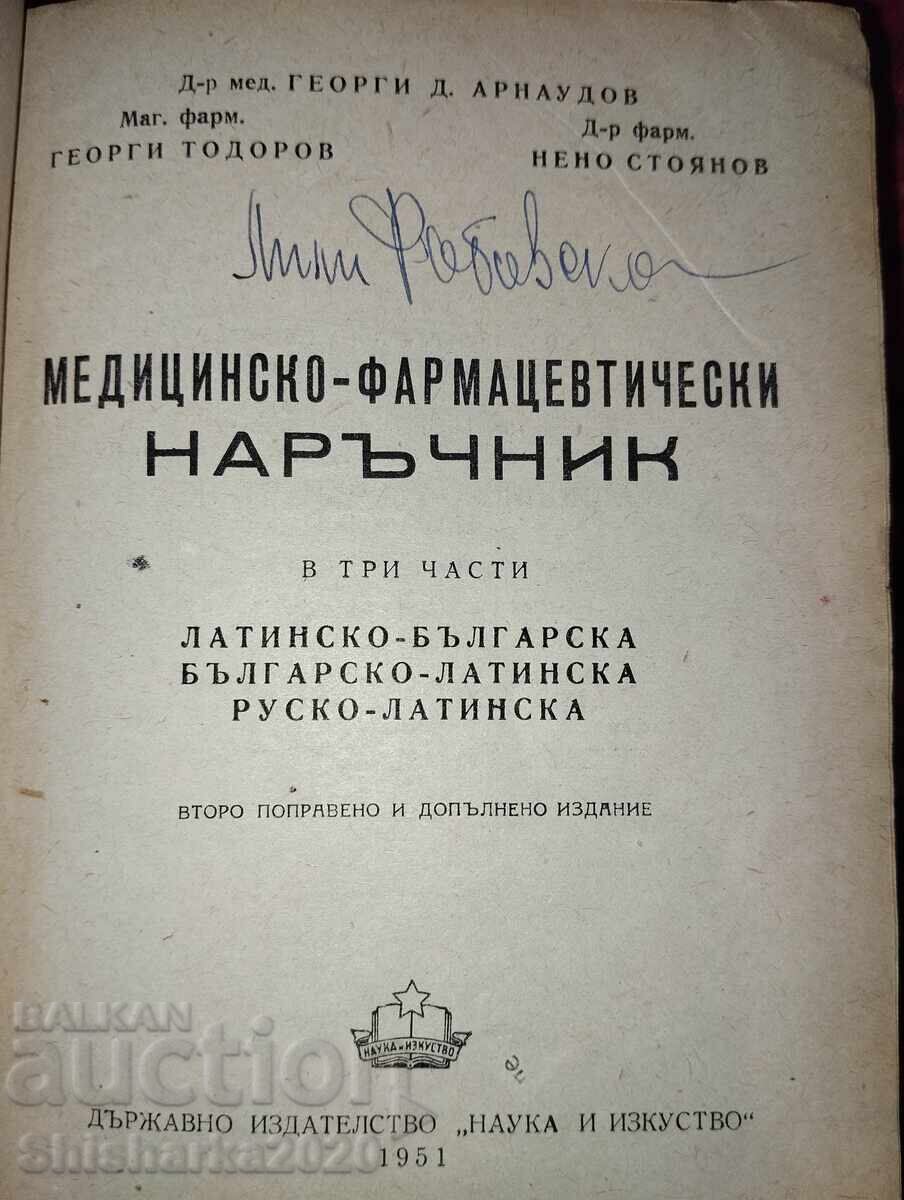 Д-р мед. ГЕОРГИ Д. АРНАУДОВ
Маг. фарм.
ГЕОРГИ ТОДОРОВ
Д-р фарм.
НЕНО СТОЯНОВ
МЕДИЦИНСКО-ФАРМАЦЕВТИЧЕСКИ
НАРЪЧНИК
В ТРИ ЧАСТИ
ЛАТИНСКО-БЪЛГАРСКА
БЪЛГАРСКО-ЛАТИНСКА
РУСКО-ЛАТИНСКА
ВТОРО ПОПРАВЕНО И ДОПЪЛНЕНО ИЗДАНИЕ
НАУКА И ИЗКУСТВО
ДЪРЖАВНО ИЗДАТЕЛСТВО „НАУКА И ИЗКУСТВО"
1951
BALKAN
auction
Shisharka2020